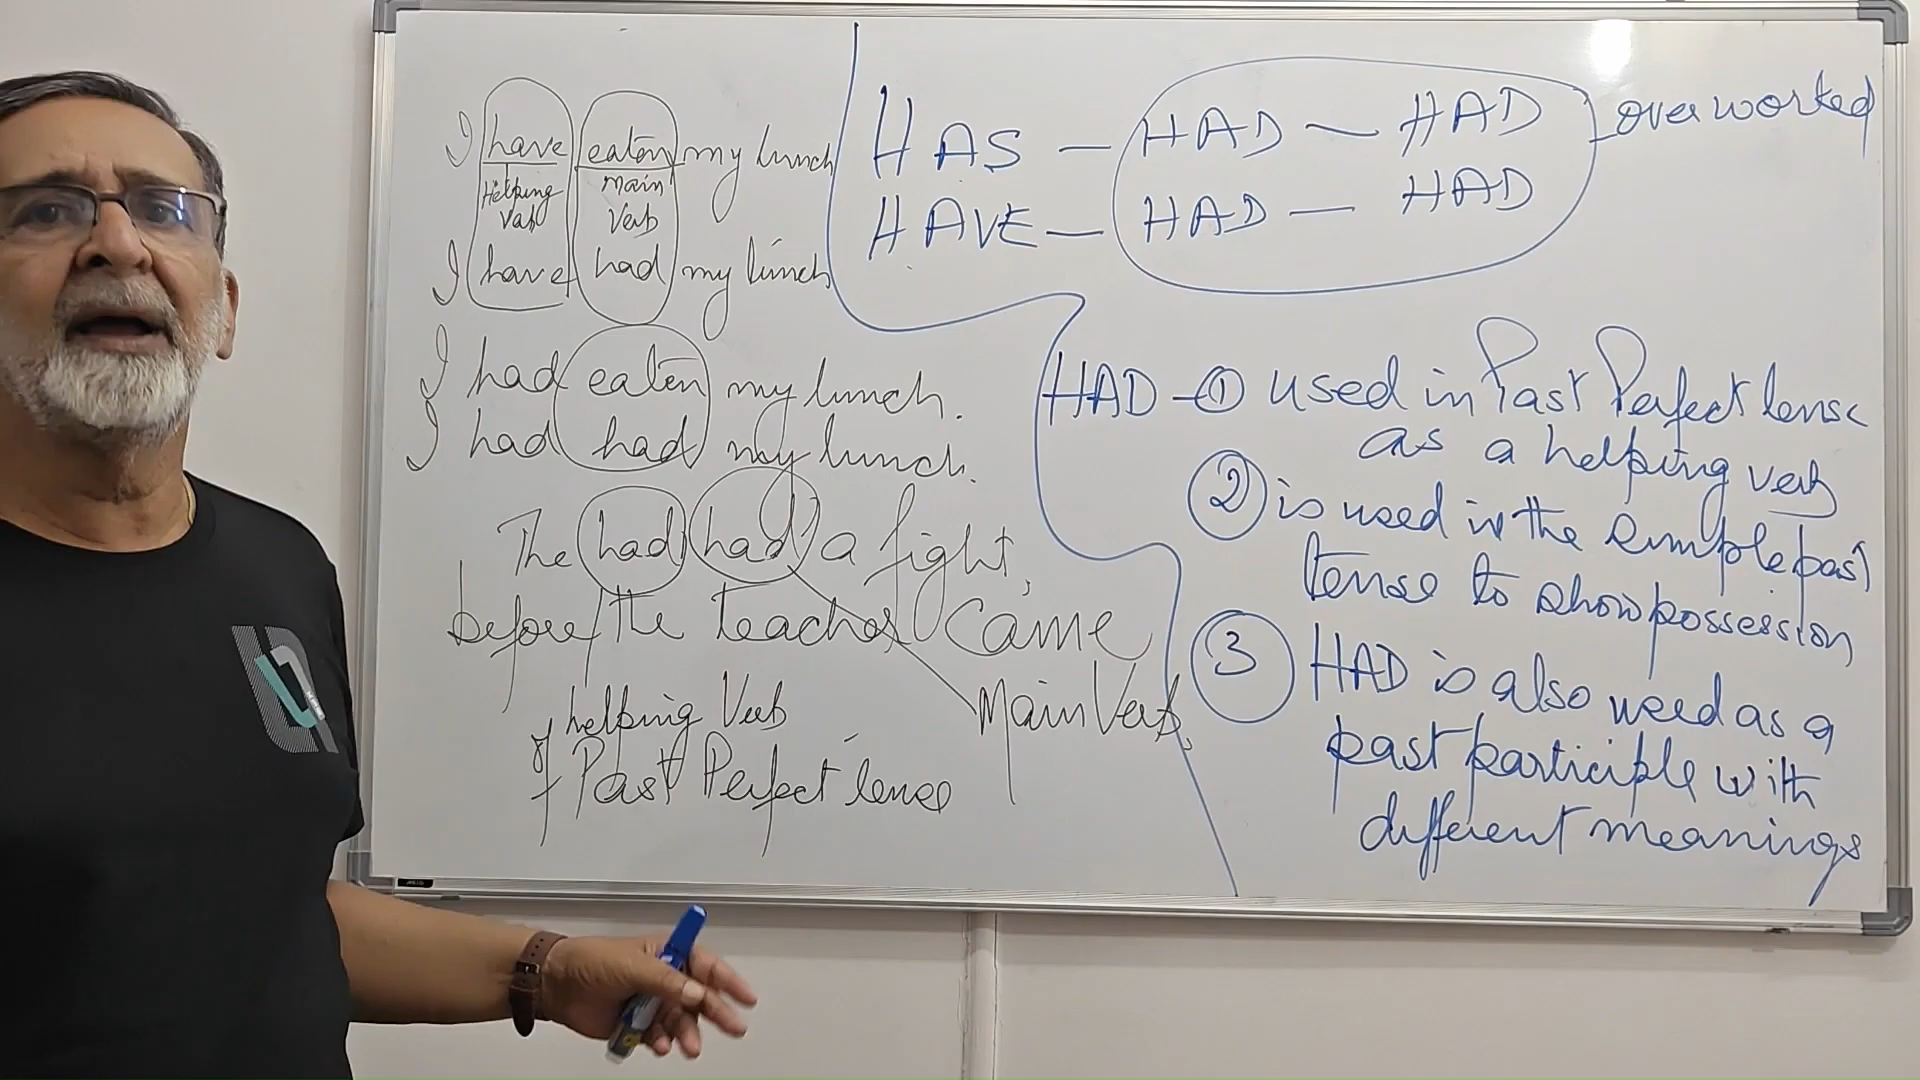 I have eaten my lunch
Helping Main
Verb Verb
I have had my lunch
I had eaten my lunch.
I had had my lunch.
The had had a fight,
before the teacher came
helping Verb
Main Verb
of Past Perfect tense
HAS – HAD – HAD overworked
HAVE – HAD – HAD
HAD – ① used in Past Perfect tense
as a helping verb
② is used in the simple past
tense to show possession
③ HAD is also used as a
past participle with
different meanings